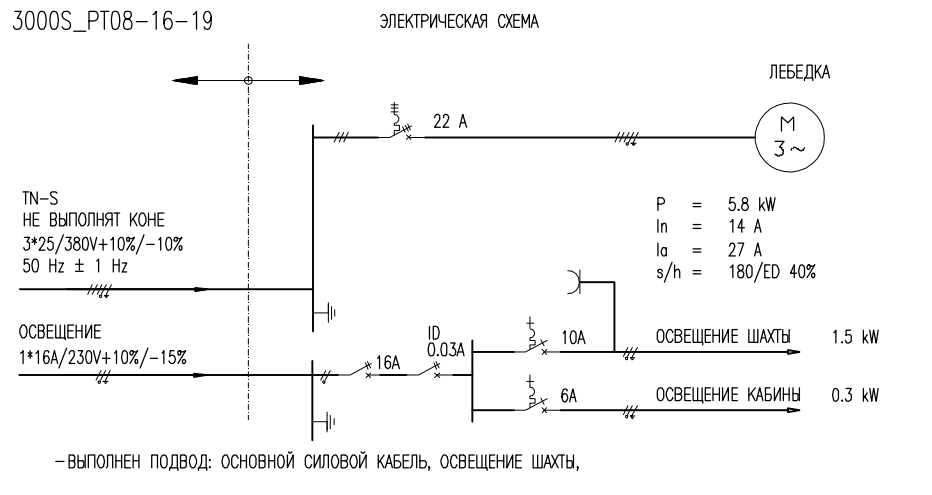 3000S_PT08-16-19
ЭЛЕКТРИЧЕСКАЯ СХЕМА
ЛЕБЕДКА
22 A
M
3~
TN-S
НЕ ВЫПОЛНЯТ КОНЕ
3*25/380V+10%/-10%
50 Hz ± 1 Hz
P = 5.8 kW
In = 14 A
Ia = 27 A
s/h = 180/ED 40%
ОСВЕЩЕНИЕ
1*16A/230V+10%/-15%
16A
ID
0.03A
10A
ОСВЕЩЕНИЕ ШАХТЫ 1.5 kW
6A
ОСВЕЩЕНИЕ КАБИНЫ 0.3 kW
-ВЫПОЛНЕН ПОДВОД: ОСНОВНОЙ СИЛОВОЙ КАБЕЛЬ, ОСВЕЩЕНИЕ ШАХТЫ,